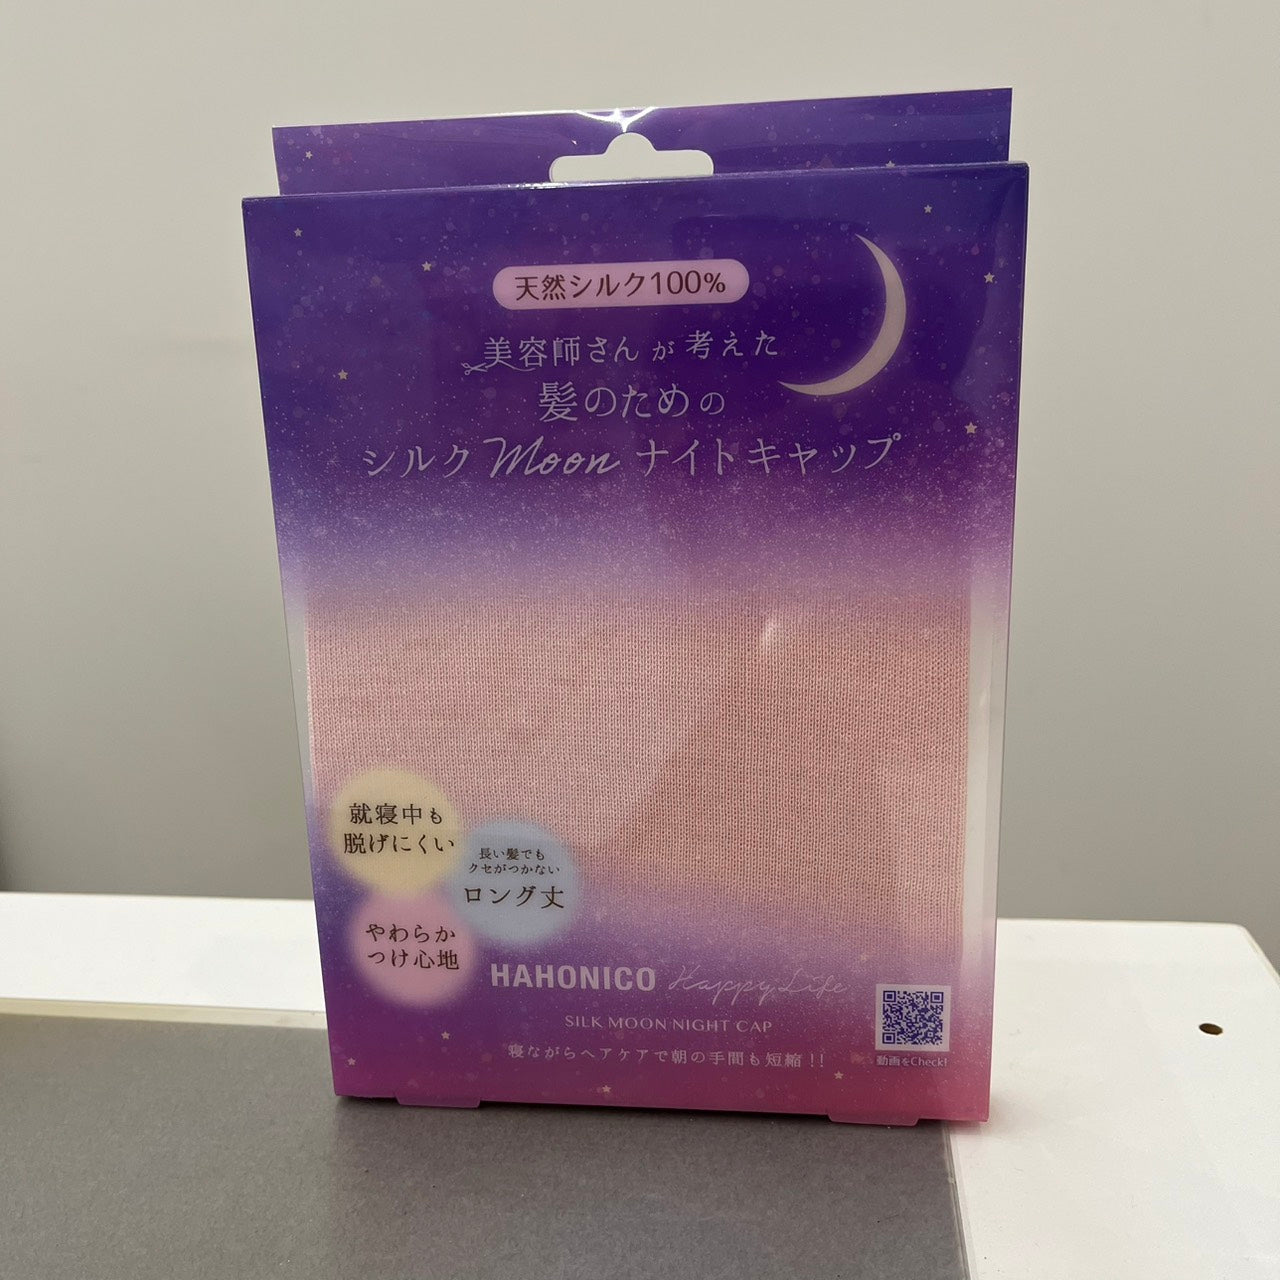 天然シルク100%
美容師さんが考えた
髪のための
シルク Moon ナイトキャップ
就寝中も
脱げにくい
長い髪でも
クセがつかない
ロング丈
やわらか
つけ心地
HAHONICO Happy Life
SILK MOON NIGHT CAP
寝ながらヘアケアで朝の手間も短縮!!
動画をCheck!